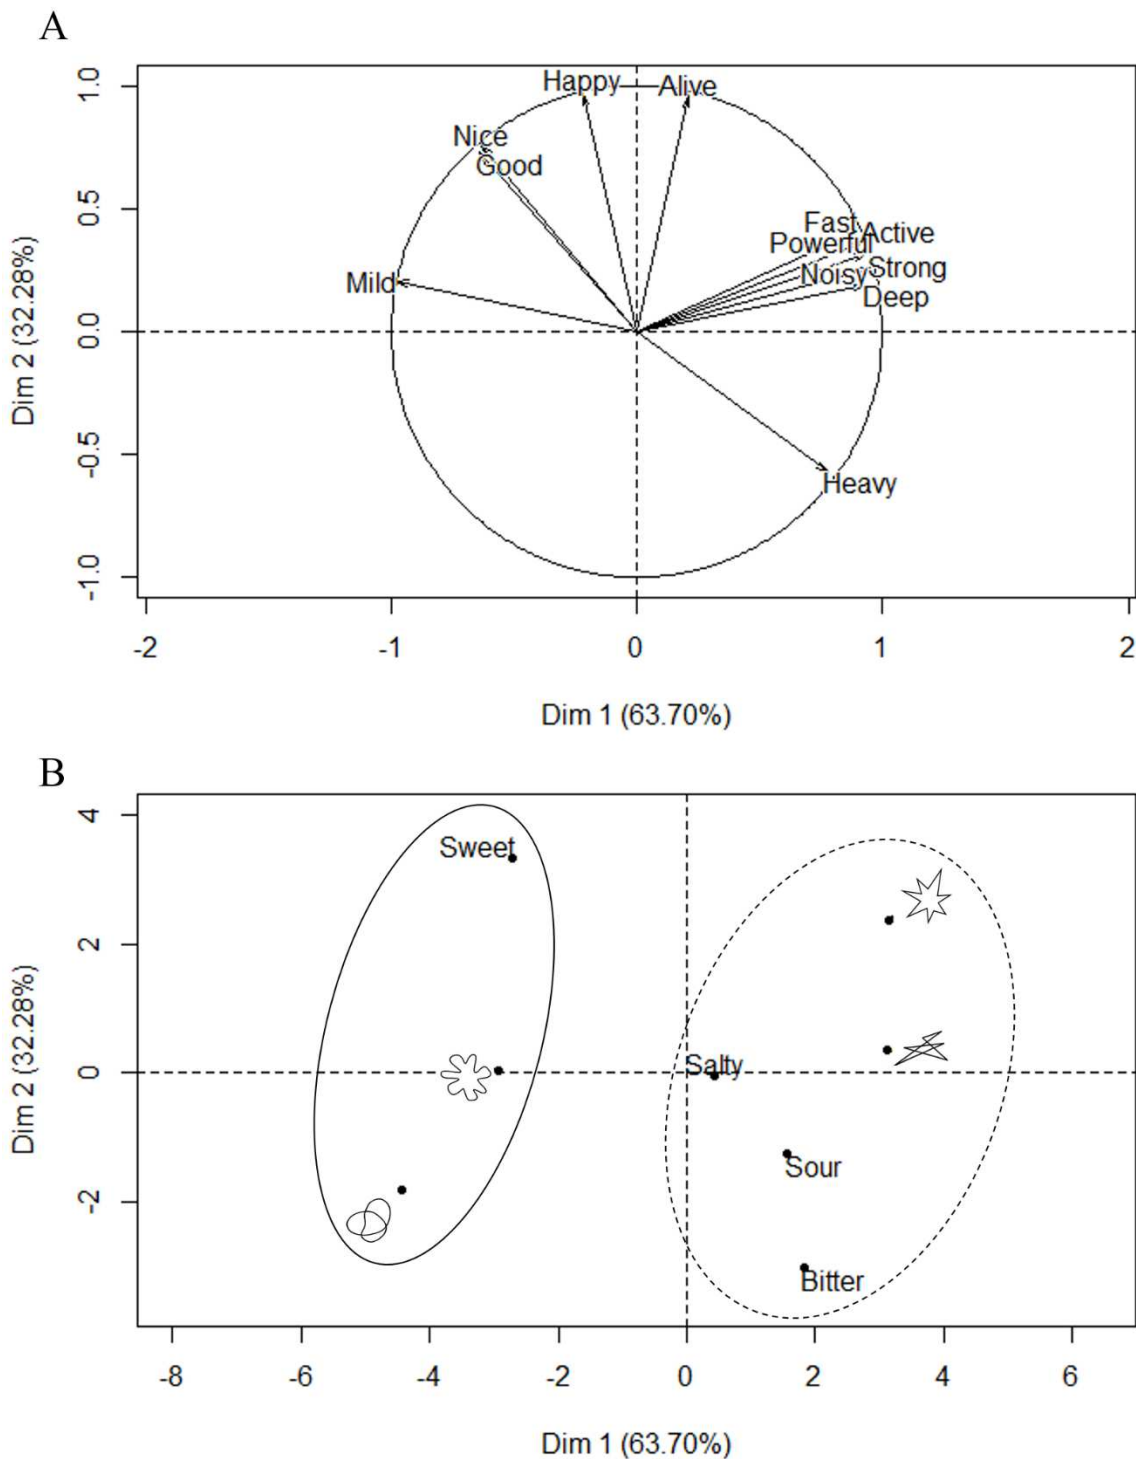 A
Happy Alive
Nice
Good
Fast Active
Powerful
Noisy Strong
Deep
Mild
Heavy
1.0
0.5
0.0
-0.5
-1.0
Dim 2 (32.28%)
-2 -1 0 1 2
Dim 1 (63.70%)
B
Sweet
Salty
Sour
Bitter
4
2
0
-2
Dim 2 (32.28%)
-8 -6 -4 -2 0 2 4 6
Dim 1 (63.70%)